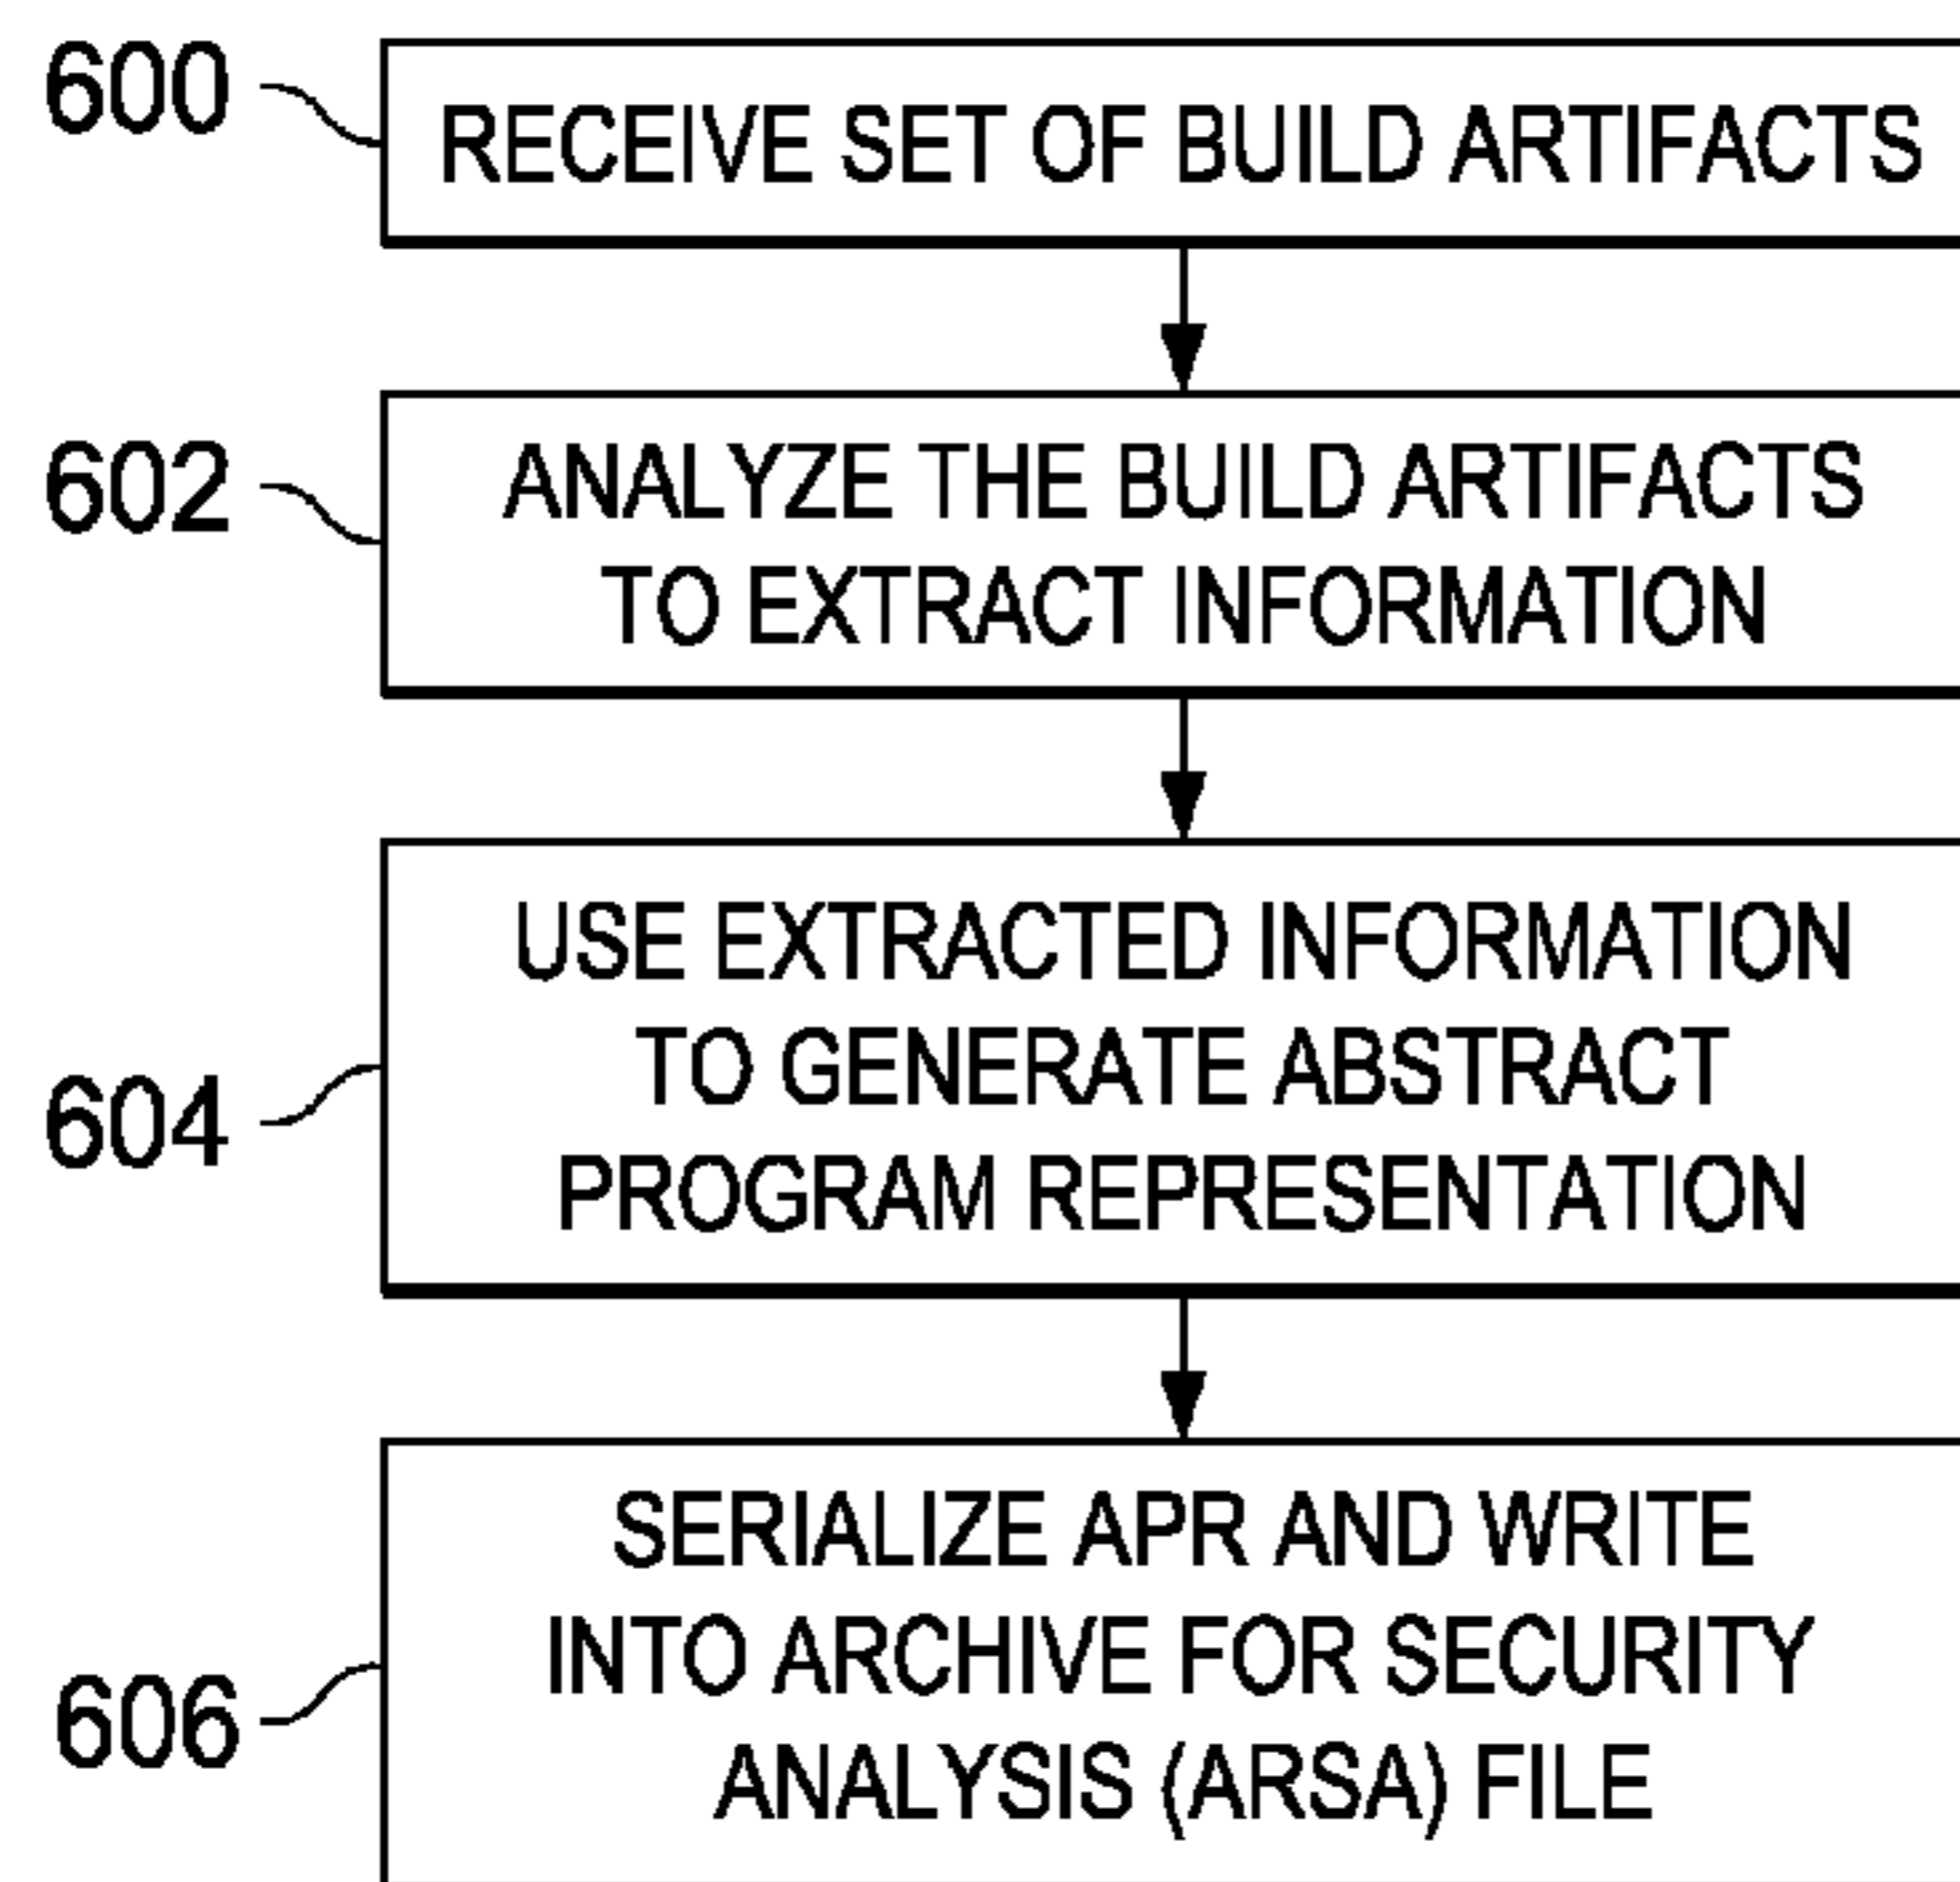 600
RECEIVE SET OF BUILD ARTIFACTS
602
ANALYZE THE BUILD ARTIFACTS
TO EXTRACT INFORMATION
604
USE EXTRACTED INFORMATION
TO GENERATE ABSTRACT
PROGRAM REPRESENTATION
606
SERIALIZE APR AND WRITE
INTO ARCHIVE FOR SECURITY
ANALYSIS (ARSA) FILE